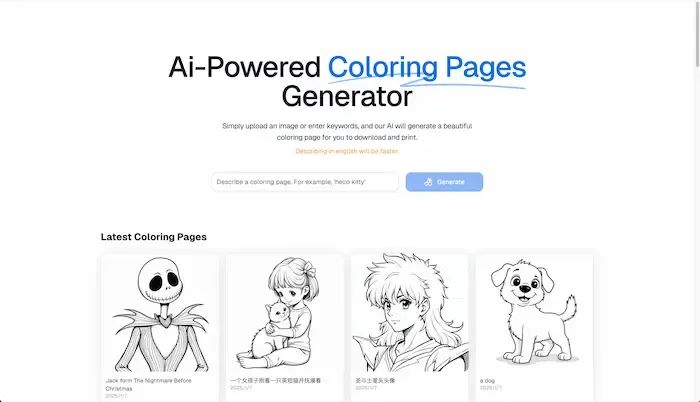 Ai-Powered Coloring Pages
Generator
Simply upload an image or enter keywords, and our AI will generate a beautiful
coloring page for you to download and print.
Describing in english will be faster.
Describe a coloring page. For example, 'hello kitty'
Generate
Latest Coloring Pages
Jack form The Nightmare Before
Christmas
2025/1/7
一个女孩子抱着一只英短猫并抚摸着
2025/1/7
圣斗士星矢头像
2025/1/7
a dog
2025/1/7